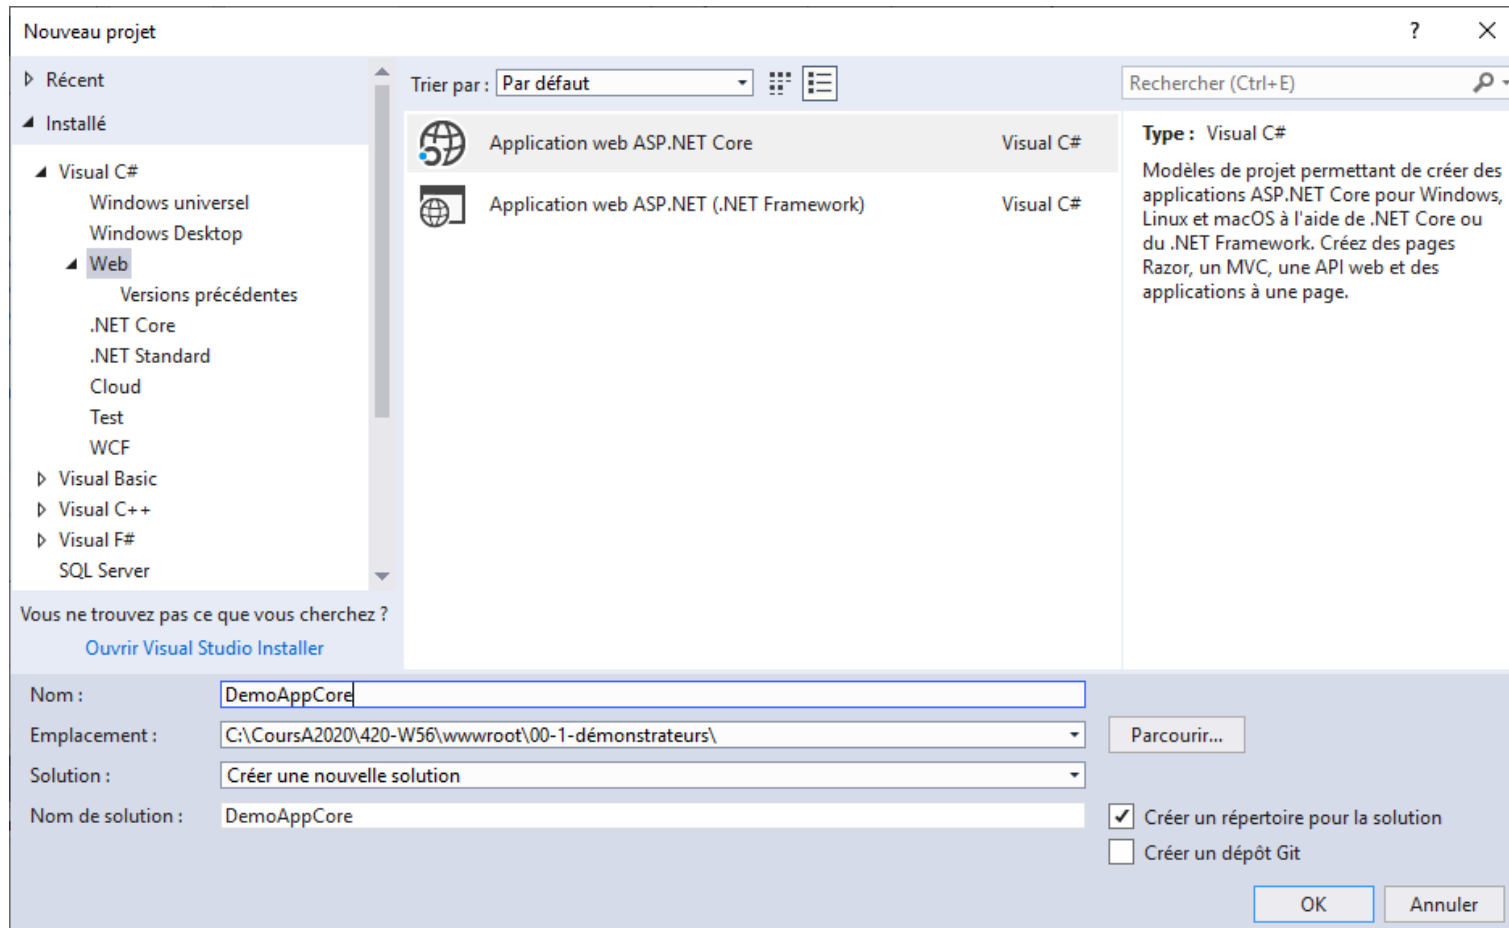 Nouveau projet
?
Récent
Installé
Visual C#
Windows universel
Windows Desktop
Web
Versions précédentes
.NET Core
.NET Standard
Cloud
Test
WCF
Visual Basic
Visual C++
Visual F#
SQL Server
Vous ne trouvez pas ce que vous cherchez ?
Ouvrir Visual Studio Installer
Trier par : Par défaut
Application web ASP.NET Core Visual C#
Application web ASP.NET (.NET Framework) Visual C#
Rechercher (Ctrl+E)
Type : Visual C#
Modèles de projet permettant de créer des
applications ASP.NET Core pour Windows,
Linux et macOS à l'aide de .NET Core ou
du .NET Framework. Créez des pages
Razor, un MVC, une API web et des
applications à une page.
Nom : DemoAppCore
Emplacement : C:\CoursA2020\420-W56\wwwroot\00-1-démonstrateurs\ Parcourir...
Solution : Créer une nouvelle solution
Nom de solution : DemoAppCore
Créer un répertoire pour la solution
Créer un dépôt Git
OK Annuler